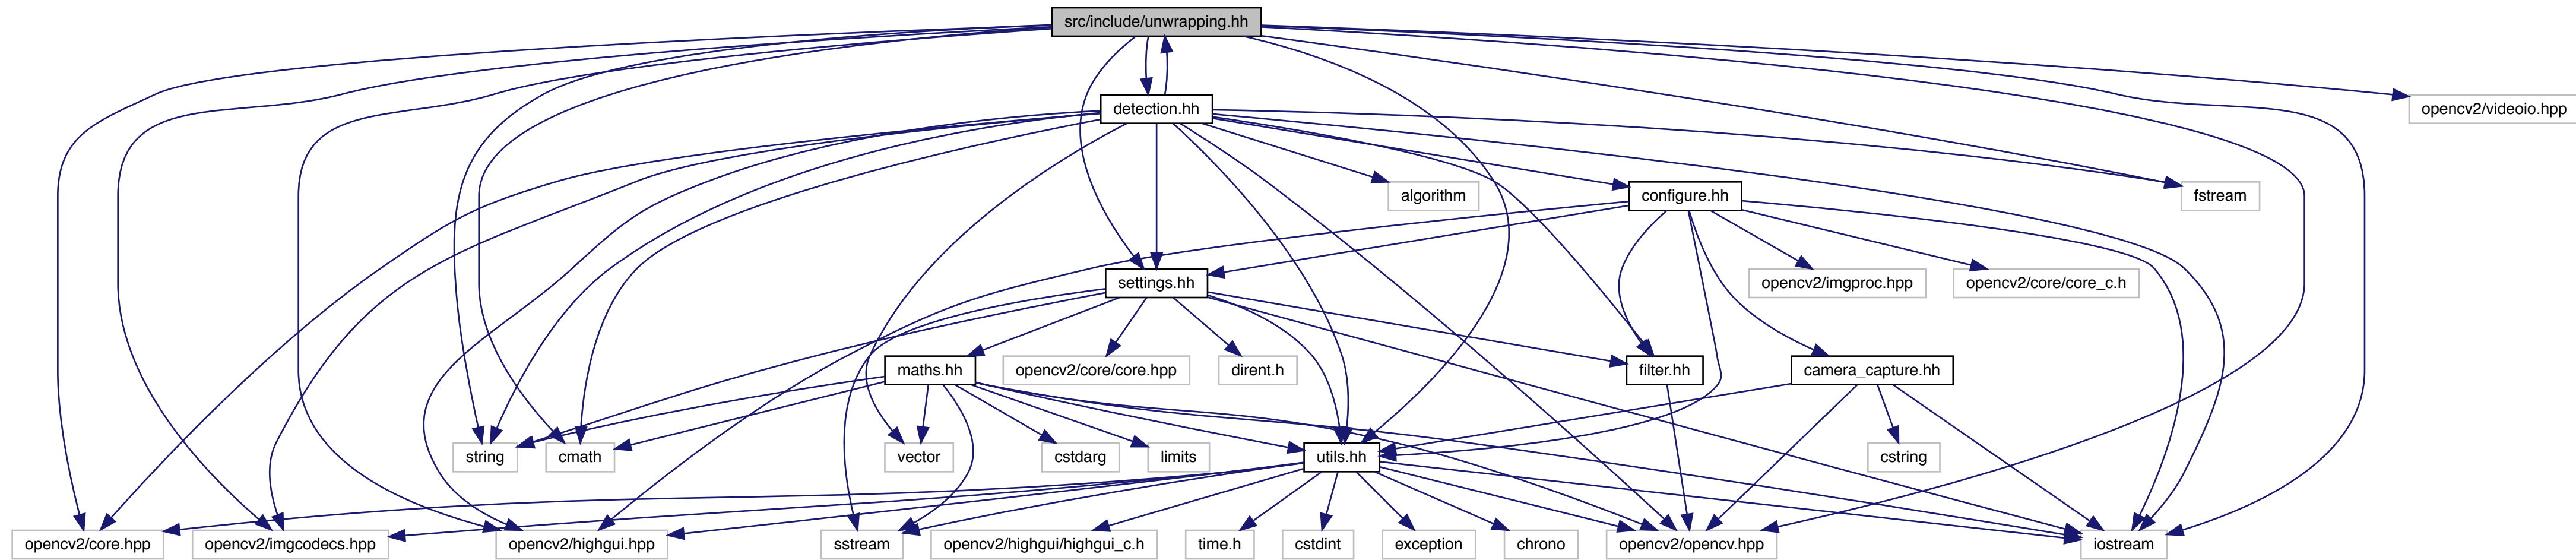 src/include/unwrapping.hh
detection.hh
opencv2/videoio.hpp
algorithm
configure.hh
fstream
settings.hh
opencv2/imgproc.hpp
opencv2/core/core_c.h
maths.hh
opencv2/core/core.hpp
dirent.h
filter.hh
camera_capture.hh
string
cmath
vector
cstdarg
limits
utils.hh
cstring
opencv2/core.hpp
opencv2/imgcodecs.hpp
opencv2/highgui.hpp
sstream
opencv2/highgui/highgui_c.h
time.h
cstdint
exception
chrono
opencv2/opencv.hpp
iostream